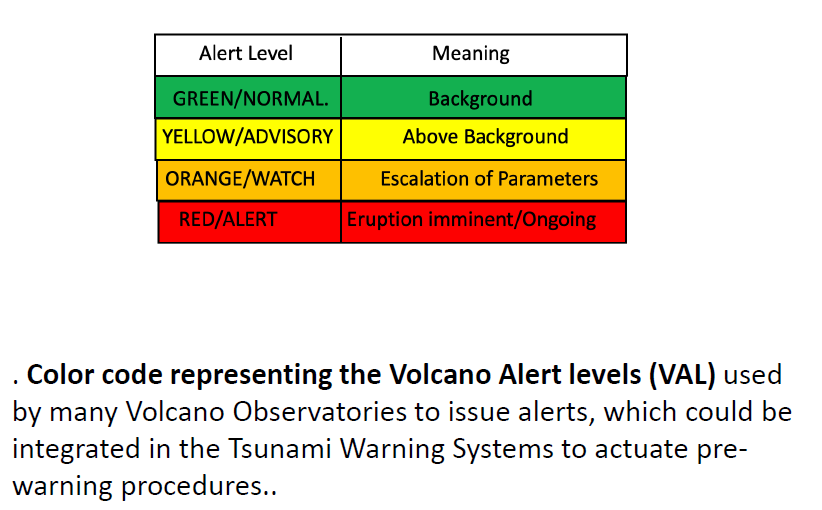 Alert Level Meaning
GREEN/NORMAL. Background
YELLOW/ADVISORY Above Background
ORANGE/WATCH Escalation of Parameters
RED/ALERT Eruption imminent/Ongoing
. Color code representing the Volcano Alert levels (VAL) used
by many Volcano Observatories to issue alerts, which could be
integrated in the Tsunami Warning Systems to actuate pre-
warning procedures..